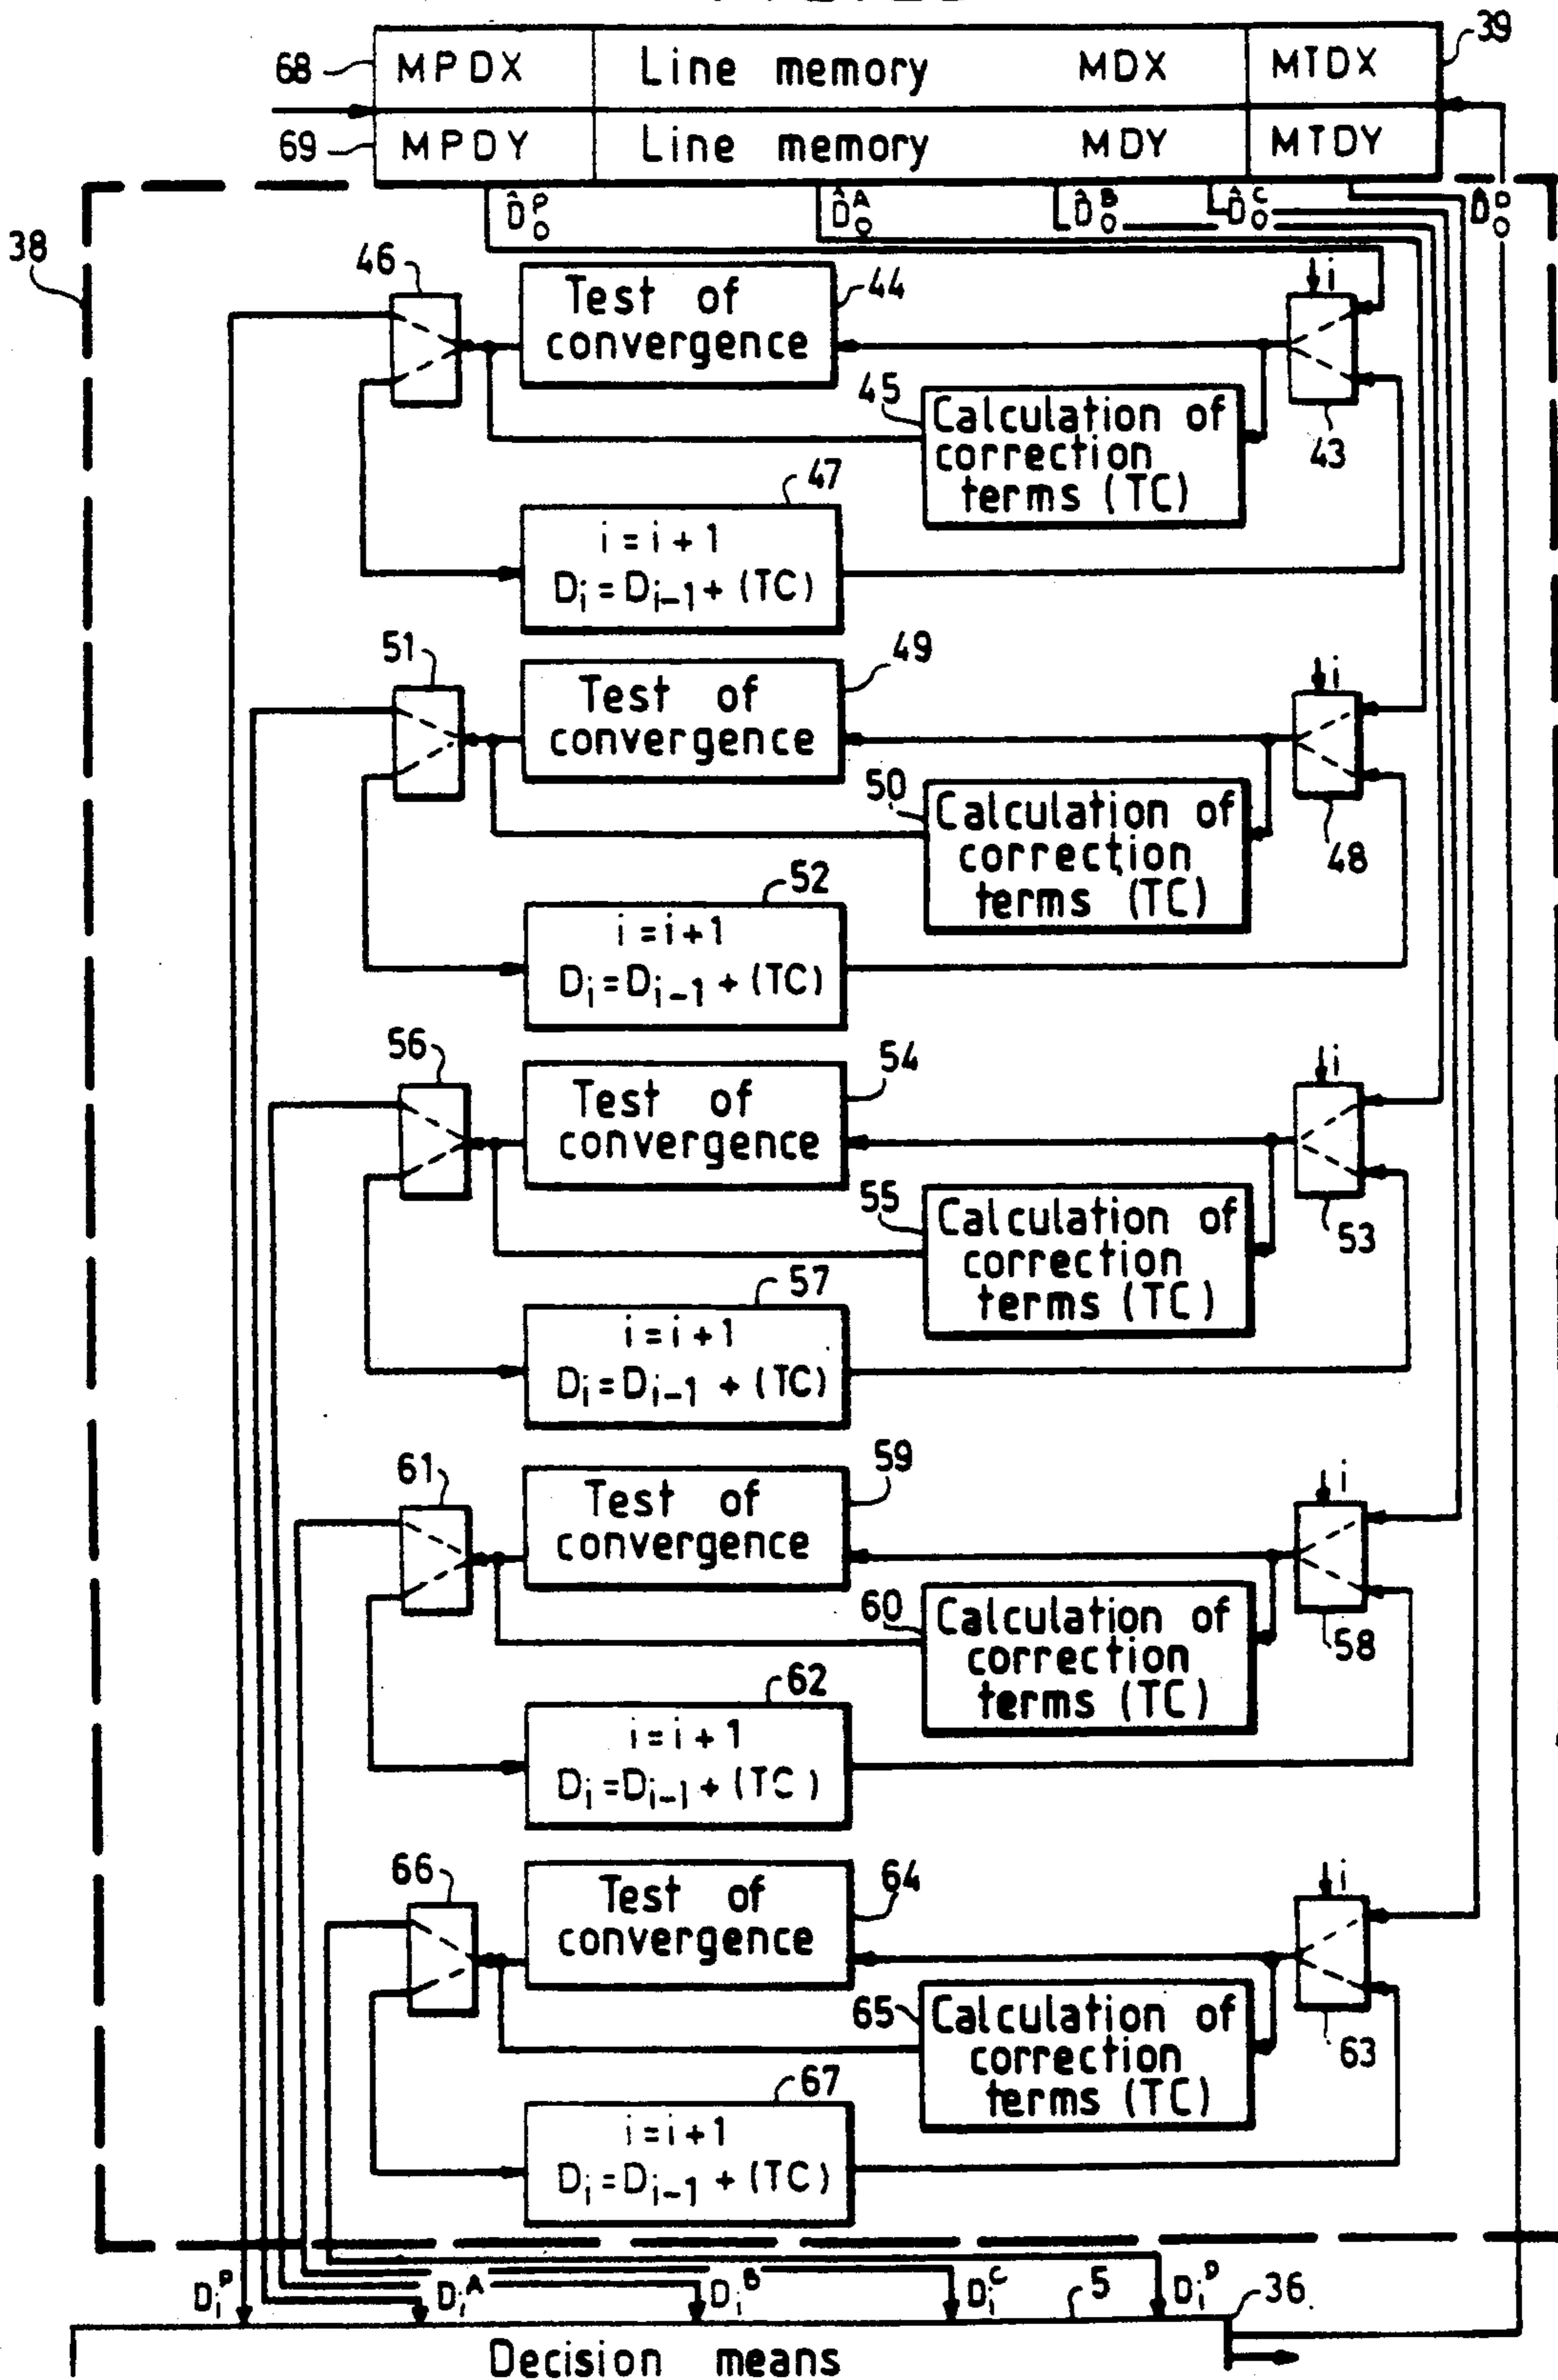 39
68 MPDX Line memory MDX MTDX
69 MPDY Line memory MDY MTDY
D̂₀ᴾ D̂₀ᴬ D̂₀ᴮ D̂₀ꟲ D̂₀ᴰ
38
46 Test of convergence 44 i
45 Calculation of correction terms (TC) 43
47
i = i + 1
Dᵢ = Dᵢ₋₁ + (TC)
51 Test of convergence 49 i
50 Calculation of correction terms (TC) 48
52
i = i + 1
Dᵢ = Dᵢ₋₁ + (TC)
56 Test of convergence 54 i
55 Calculation of correction terms (TC) 53
57
i = i + 1
Dᵢ = Dᵢ₋₁ + (TC)
61 Test of convergence 59 i
60 Calculation of correction terms (TC) 58
62
i = i + 1
Dᵢ = Dᵢ₋₁ + (TC)
66 Test of convergence 64 i
65 Calculation of correction terms (TC) 63
67
i = i + 1
Dᵢ = Dᵢ₋₁ + (TC)
Dᵢᴾ Dᵢᴬ Dᵢᴮ Dᵢꟲ 5 Dᵢᴰ 36
Decision means